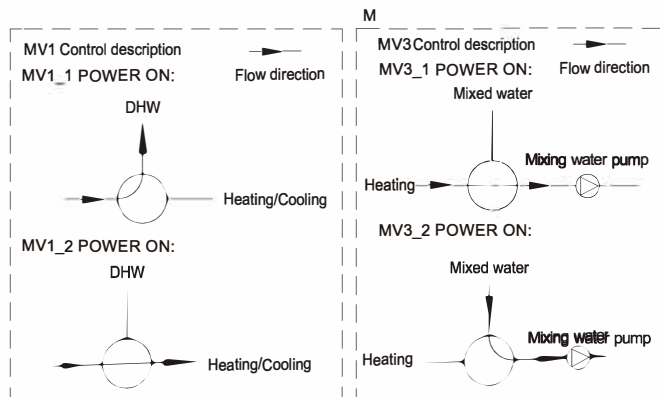 M
MV1 Control description
Flow direction
MV1_1 POWER ON:
DHW
Heating/Cooling
MV1_2 POWER ON:
DHW
Heating/Cooling
MV3 Control description
Flow direction
MV3_1 POWER ON:
Mixed water
Mixing water pump
Heating
MV3_2 POWER ON:
Mixed water
Mixing water pump
Heating